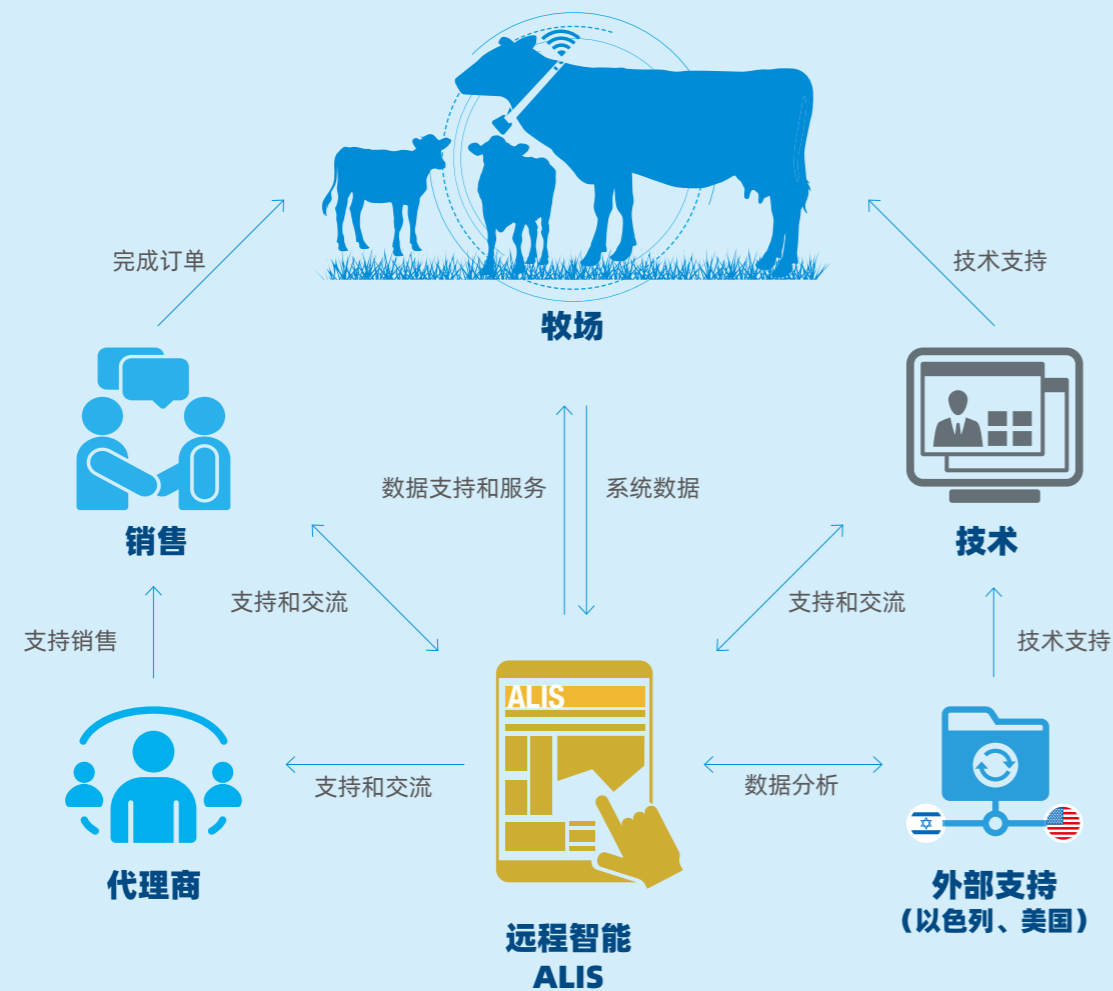 完成订单
技术支持
牧场
数据支持和服务
系统数据
销售
技术
支持和交流
支持和交流
支持销售
技术支持
ALIS
支持和交流
数据分析
代理商
外部支持
（以色列、美国）
远程智能
ALIS